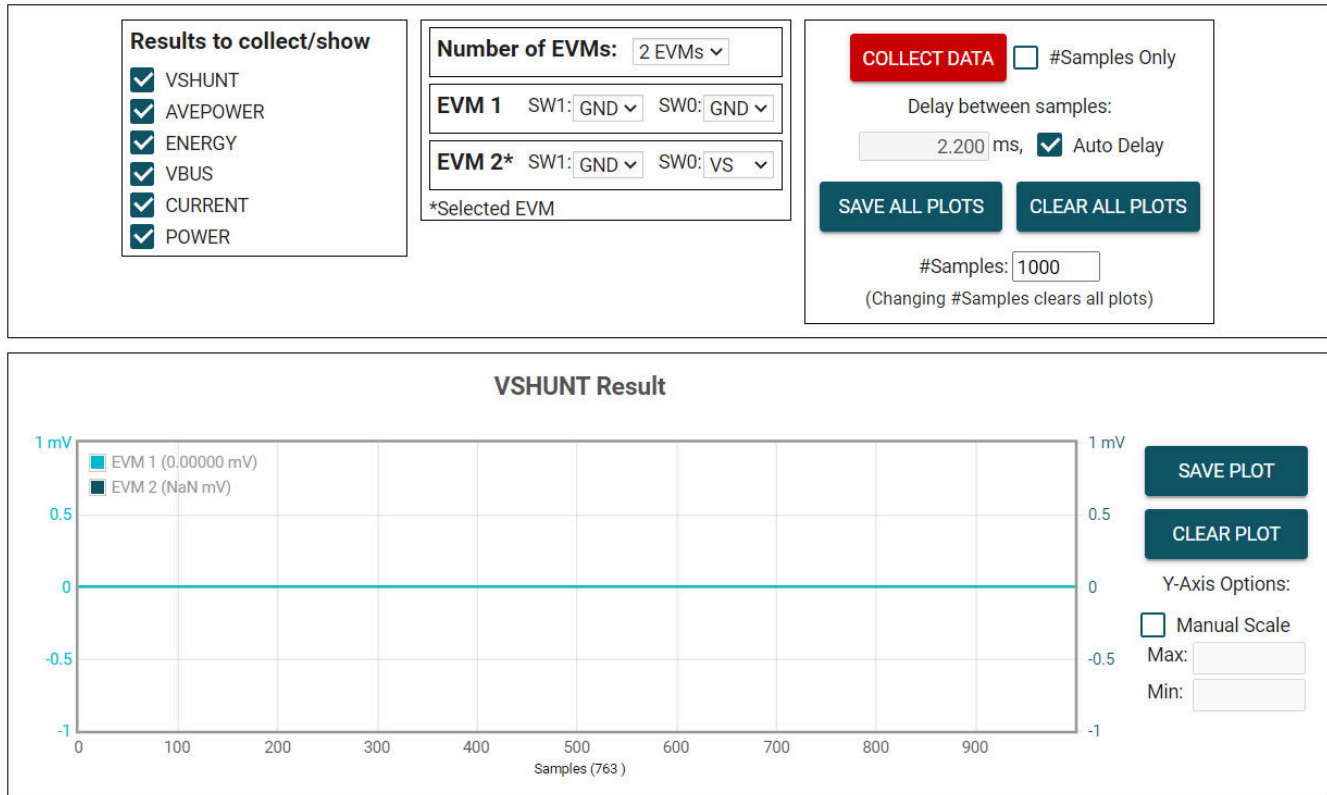 Results to collect/show
VSHUNT
AVEPOWER
ENERGY
VBUS
CURRENT
POWER
Number of EVMs: 2 EVMs
EVM 1 SW1: GND SW0: GND
EVM 2* SW1: GND SW0: VS
*Selected EVM
COLLECT DATA #Samples Only
Delay between samples:
2.200 ms, Auto Delay
SAVE ALL PLOTS CLEAR ALL PLOTS
#Samples: 1000
(Changing #Samples clears all plots)
VSHUNT Result
1 mV
0.5
0
-0.5
-1
EVM 1 (0.00000 mV)
EVM 2 (NaN mV)
1 mV
0.5
0
-0.5
-1
0 100 200 300 400 500 600 700 800 900
Samples (763 )
SAVE PLOT
CLEAR PLOT
Y-Axis Options:
Manual Scale
Max:
Min: